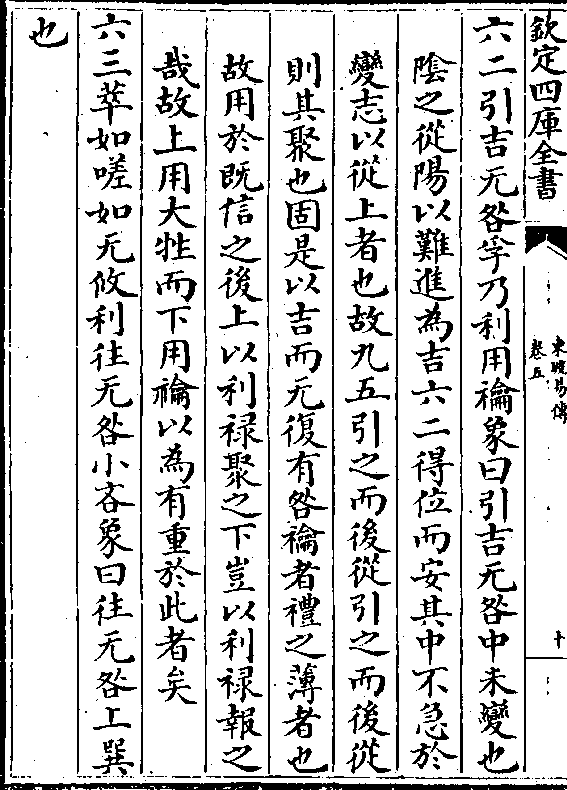 欽定四庫全書
東坡易傳
卷五
十
六二引吉无咎孚乃利用禴象曰引吉无咎中未變也
隂之從陽以難進為吉六二得位而安其中不急於
變志以從上者也故九五引之而後從引之而後從
則其聚也固是以吉而无復有咎禴者禮之薄者也
故用於既信之後上以利禄聚之下豈以利禄報之
哉故上用大牲而下用禴以為有重於此者矣
六三萃如嗟如无攸利往无咎小吝象曰往无咎上巽
也